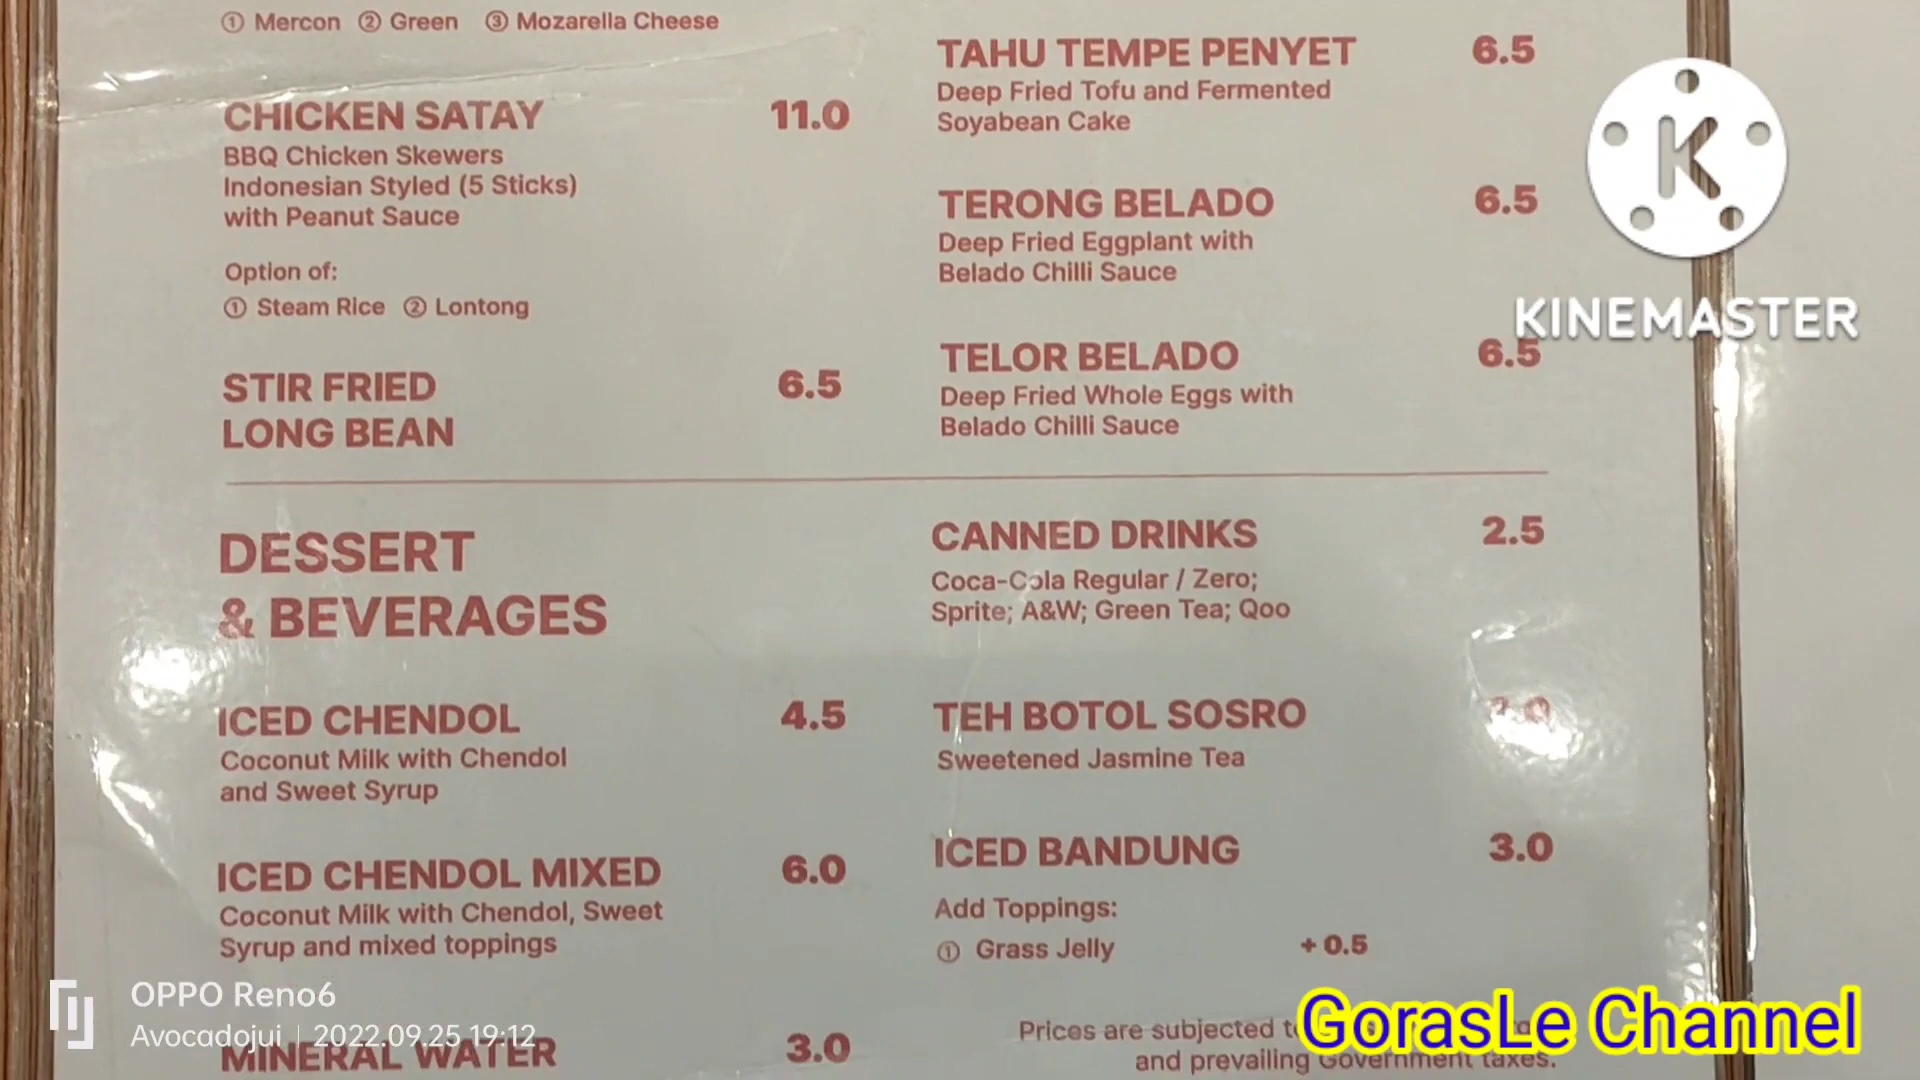 ① Mercon ② Green ③ Mozarella Cheese
CHICKEN SATAY 11.0
BBQ Chicken Skewers
Indonesian Styled (5 Sticks)
with Peanut Sauce
Option of:
① Steam Rice ② Lontong
STIR FRIED 6.5
LONG BEAN
TAHU TEMPE PENYET 6.5
Deep Fried Tofu and Fermented
Soyabean Cake
TERONG BELADO 6.5
Deep Fried Eggplant with
Belado Chilli Sauce
TELOR BELADO 6.5
Deep Fried Whole Eggs with
Belado Chilli Sauce
DESSERT
& BEVERAGES
ICED CHENDOL 4.5
Coconut Milk with Chendol
and Sweet Syrup
ICED CHENDOL MIXED 6.0
Coconut Milk with Chendol, Sweet
Syrup and mixed toppings
MINERAL WATER 3.0
CANNED DRINKS 2.5
Coca-Cola Regular / Zero;
Sprite; A&W; Green Tea; Qoo
TEH BOTOL SOSRO
Sweetened Jasmine Tea
ICED BANDUNG 3.0
Add Toppings:
① Grass Jelly + 0.5
Prices are subjected
and prevailing Government taxes.
K
KINEMASTER
OPPO Reno6
Avocadojui | 2022.09.25 19:12
GorasLe Channel